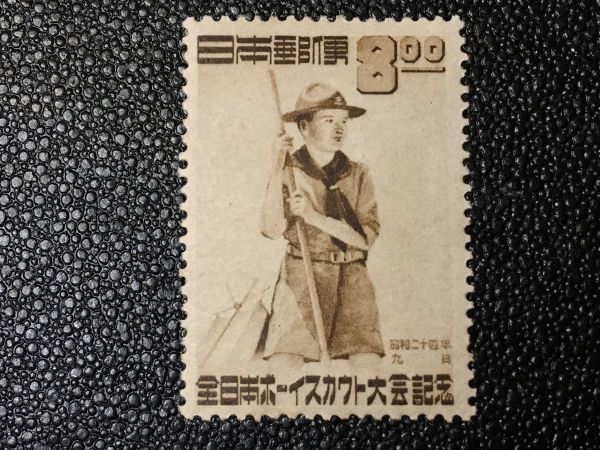 日本郵便 8.00
昭和二十四年
九月
全日本ボーイスカウト大会記念